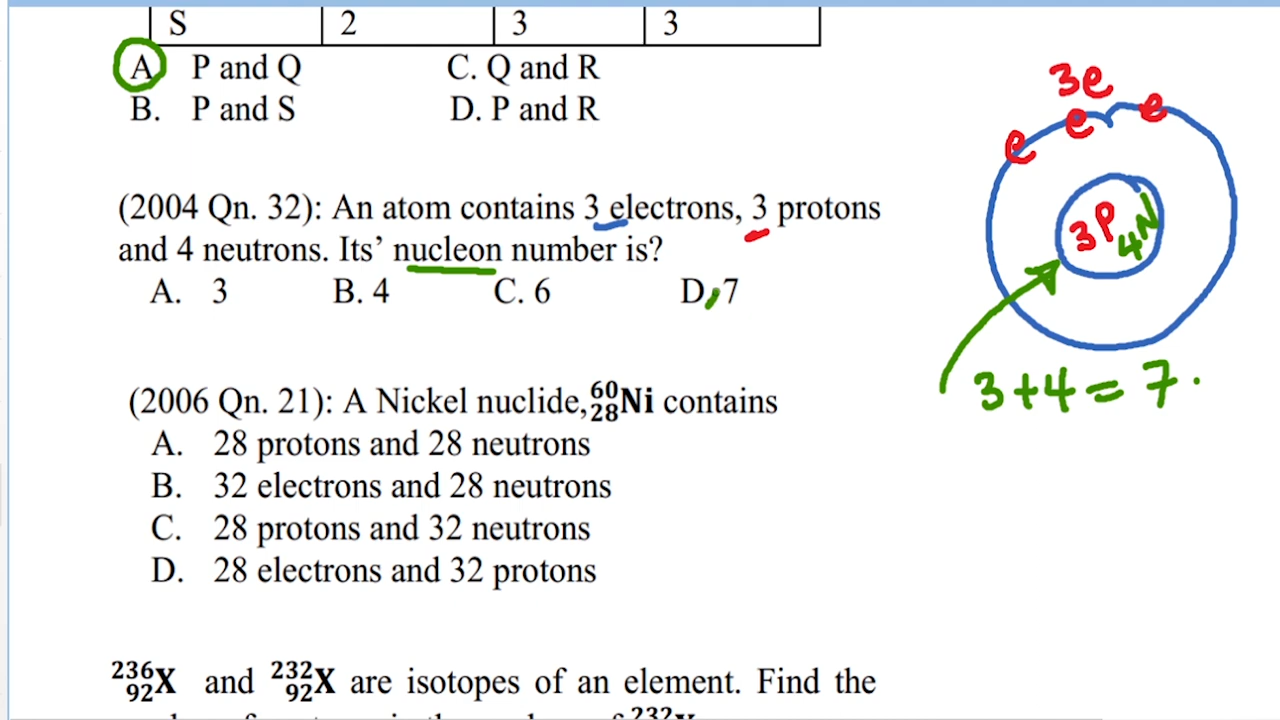 S 2 3 3
A P and Q C. Q and R
B. P and S D. P and R
3e
e e e
(2004 Qn. 32): An atom contains 3 electrons, 3 protons
and 4 neutrons. Its’ nucleon number is?
3P 4N
A. 3 B. 4 C. 6 D, 7
3+4=7.
(2006 Qn. 21): A Nickel nuclide, ⁶⁰₂₈Ni contains
A. 28 protons and 28 neutrons
B. 32 electrons and 28 neutrons
C. 28 protons and 32 neutrons
D. 28 electrons and 32 protons
²³⁶₉₂X and ²³²₉₂X are isotopes of an element. Find the